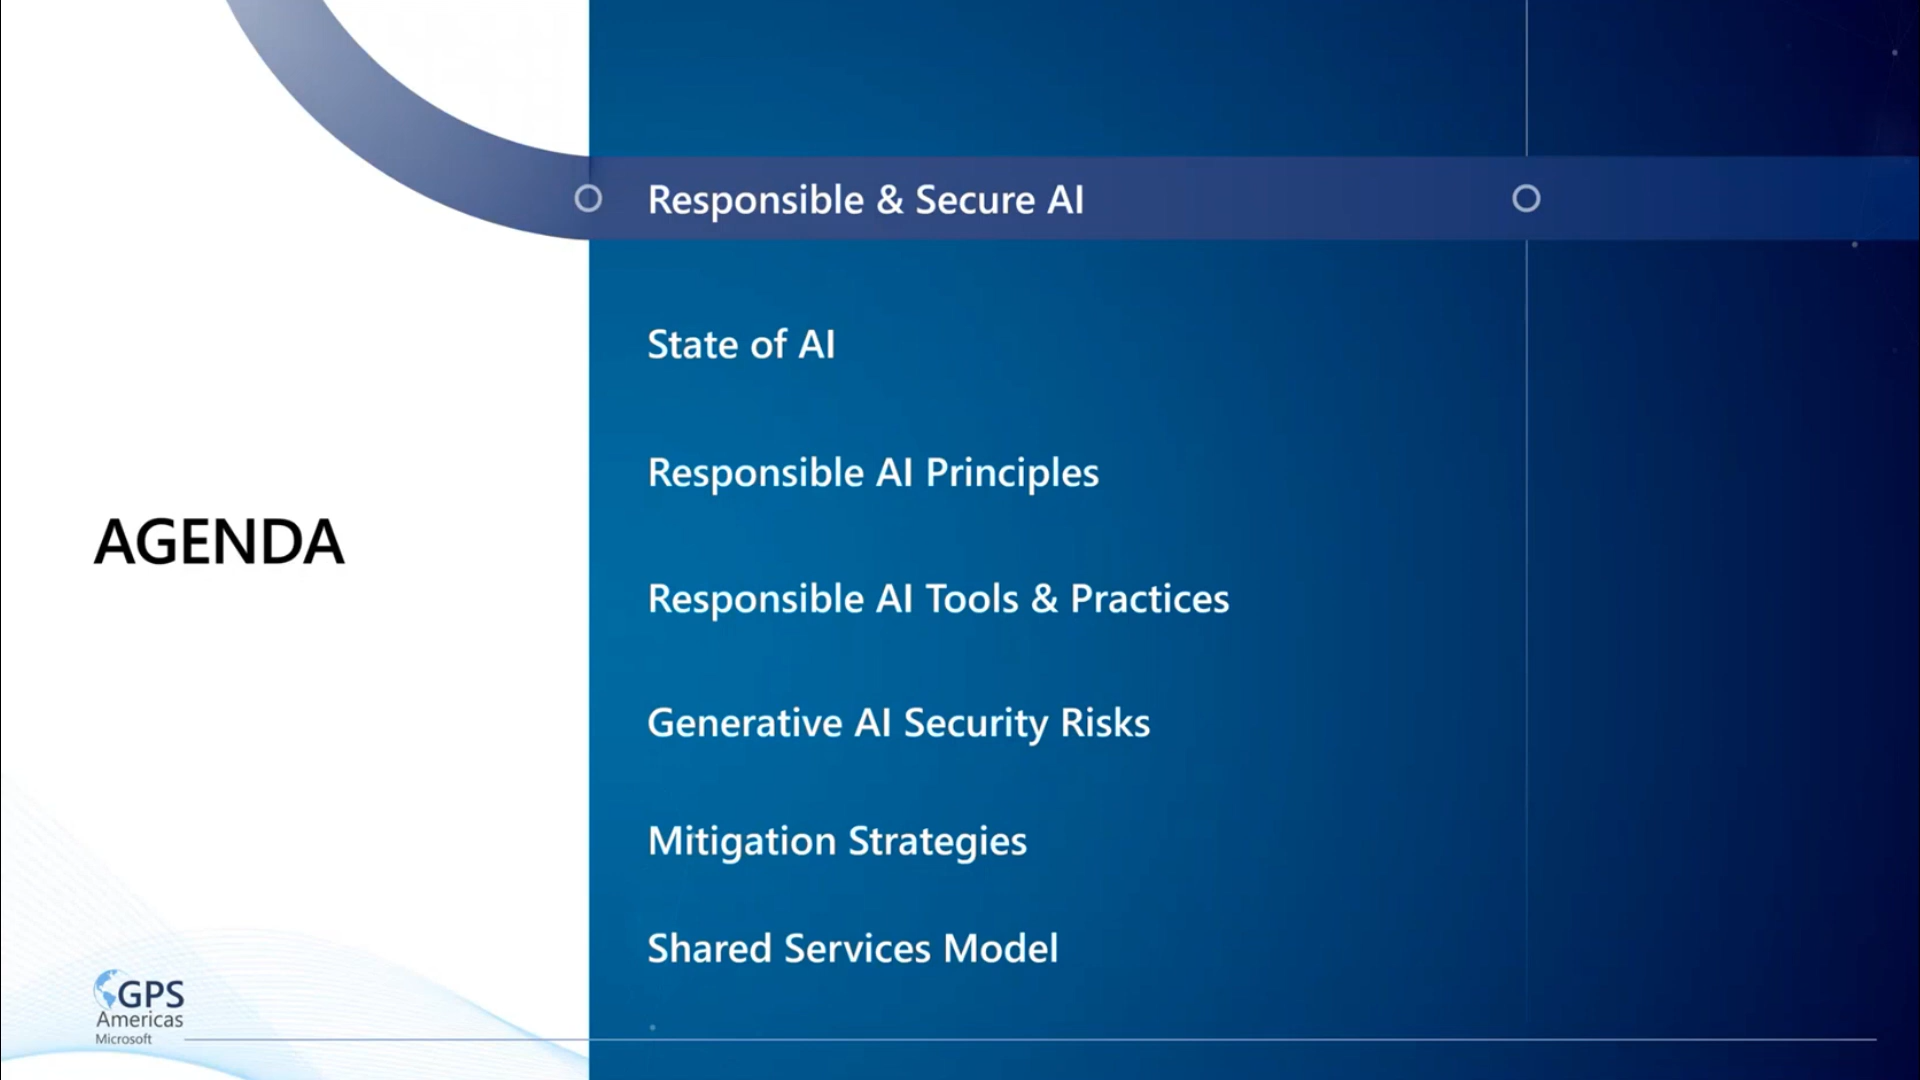 AGENDA
Responsible & Secure AI
State of AI
Responsible AI Principles
Responsible AI Tools & Practices
Generative AI Security Risks
Mitigation Strategies
Shared Services Model
GPS
Americas
Microsoft